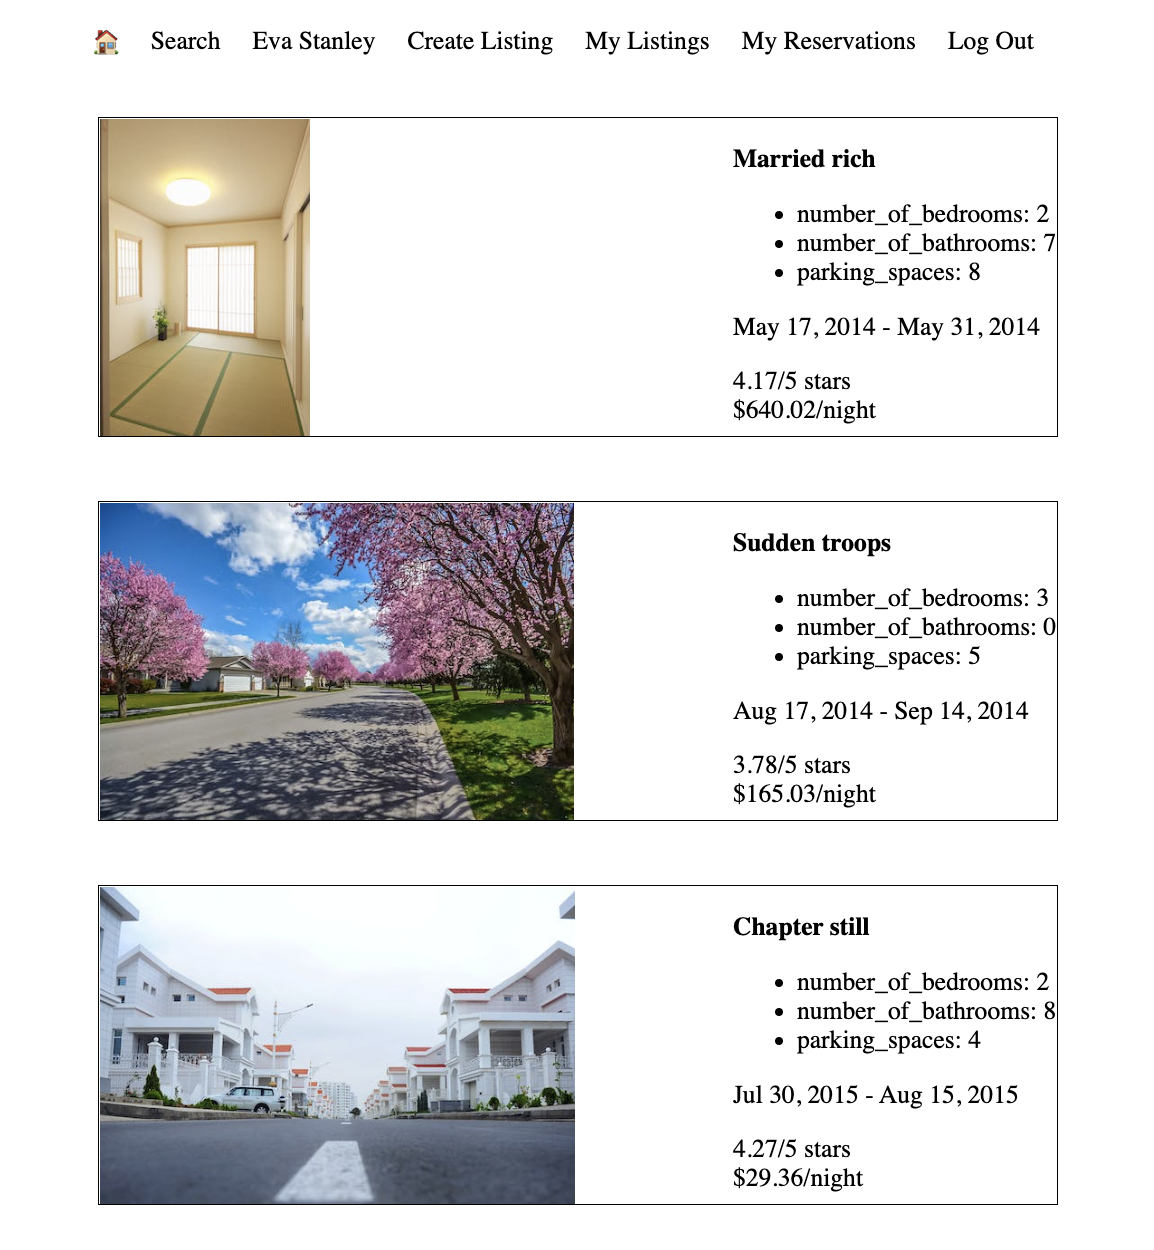 Search Eva Stanley Create Listing My Listings My Reservations Log Out
Married rich
number_of_bedrooms: 2
number_of_bathrooms: 7
parking_spaces: 8
May 17, 2014 - May 31, 2014
4.17/5 stars
$640.02/night
Sudden troops
number_of_bedrooms: 3
number_of_bathrooms: 0
parking_spaces: 5
Aug 17, 2014 - Sep 14, 2014
3.78/5 stars
$165.03/night
Chapter still
number_of_bedrooms: 2
number_of_bathrooms: 8
parking_spaces: 4
Jul 30, 2015 - Aug 15, 2015
4.27/5 stars
$29.36/night